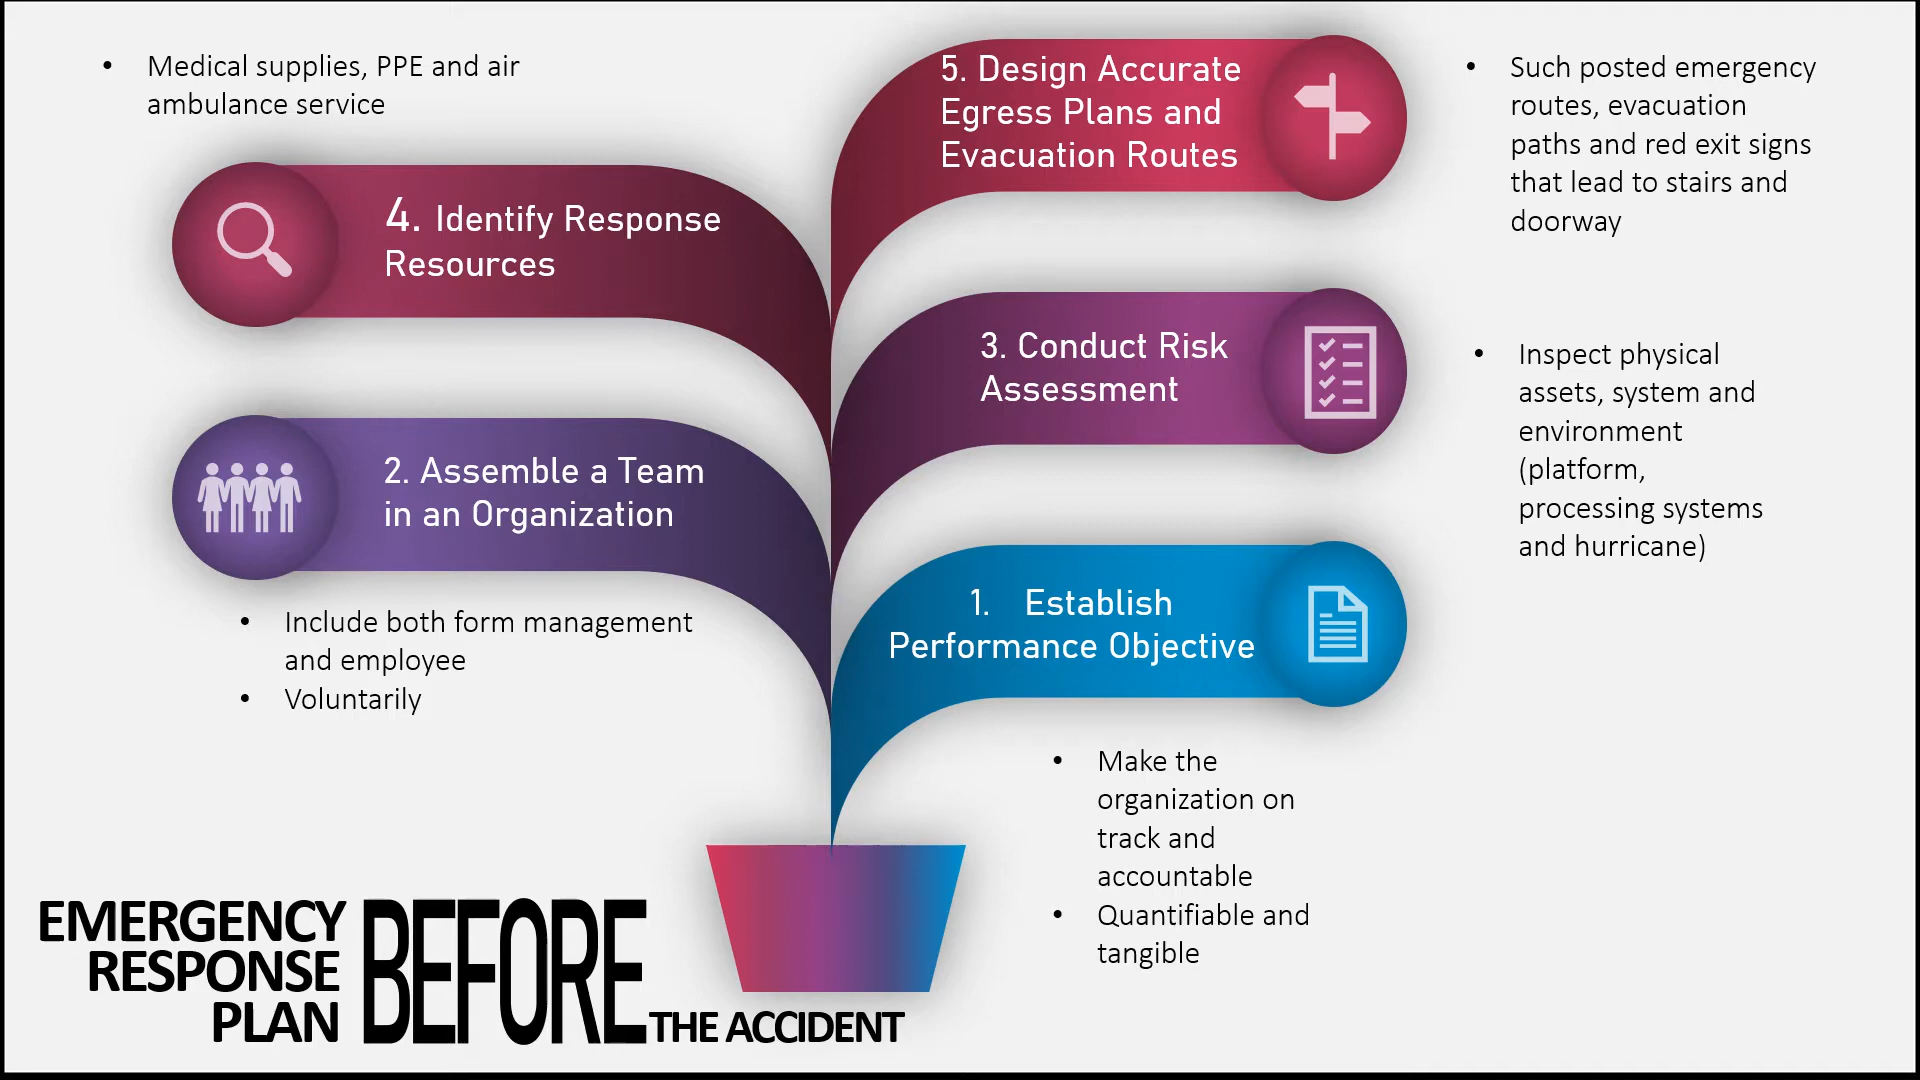 • Medical supplies, PPE and air
ambulance service
4. Identify Response
Resources
2. Assemble a Team
in an Organization
• Include both form management
and employee
• Voluntarily
5. Design Accurate
Egress Plans and
Evacuation Routes
• Such posted emergency
routes, evacuation
paths and red exit signs
that lead to stairs and
doorway
3. Conduct Risk
Assessment
• Inspect physical
assets, system and
environment
(platform,
processing systems
and hurricane)
1. Establish
Performance Objective
• Make the
organization on
track and
accountable
• Quantifiable and
tangible
EMERGENCY
RESPONSE
PLAN
BEFORE
THE ACCIDENT